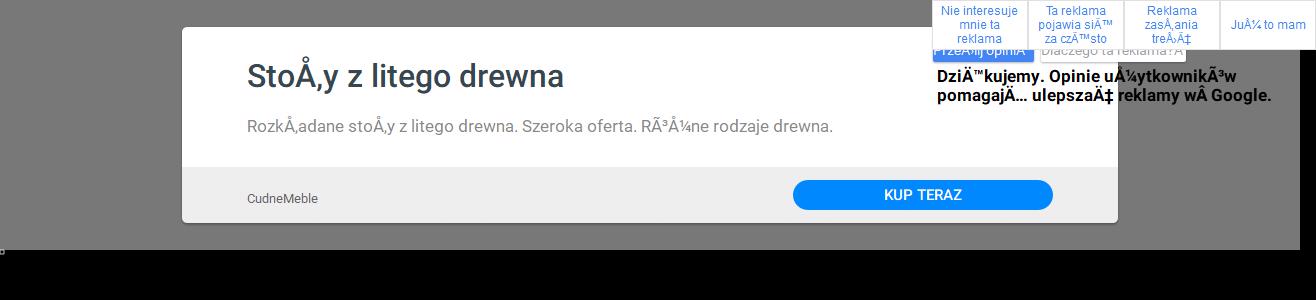 Nie interesuje
mnie ta
reklama
Ta reklama
pojawia siÄ™
za czÄ™sto
Reklama
zasÅ‚ania
treÅ›Ä‡
JuÅ¼ to mam
PrzeÅ›lij opiniÄ™
Dlaczego ta reklama?Â
DziÄ™kujemy. Opinie uÅ¼ytkownikÃ³w
pomagajÄ… ulepszaÄ‡ reklamy wÂ Google.
StoÅ‚y z litego drewna
RozkÅ‚adane stoÅ‚y z litego drewna. Szeroka oferta. RÃ³Å¼ne rodzaje drewna.
CudneMeble
KUP TERAZ